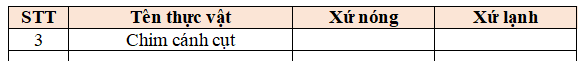 STT Tên thực vật Xứ nóng Xứ lạnh
3 Chim cánh cụt